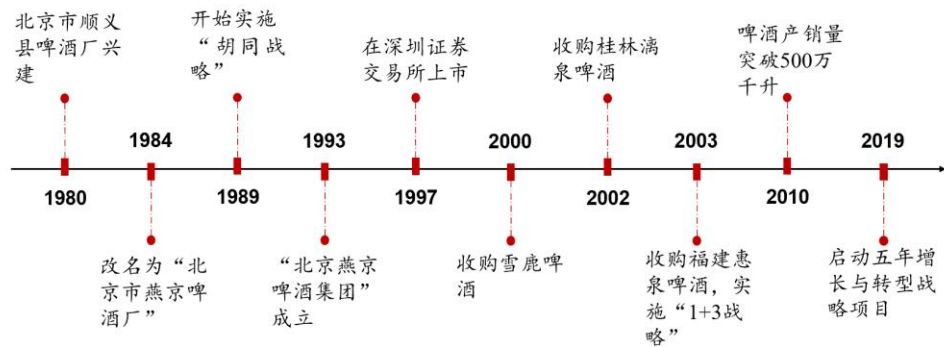 北京市顺义
县啤酒厂兴
建
开始实施
“胡同战
略”
在深圳证券
交易所上市
收购桂林漓
泉啤酒
啤酒产销量
突破500万
千升
1984
1993
2000
2003
2019
1980
1989
1997
2002
2010
改名为“北
京市燕京啤
酒厂”
“北京燕京
啤酒集团”
成立
收购雪鹿啤
酒
收购福建惠
泉啤酒，实
施“1+3战
略”
启动五年增
长与转型战
略项目